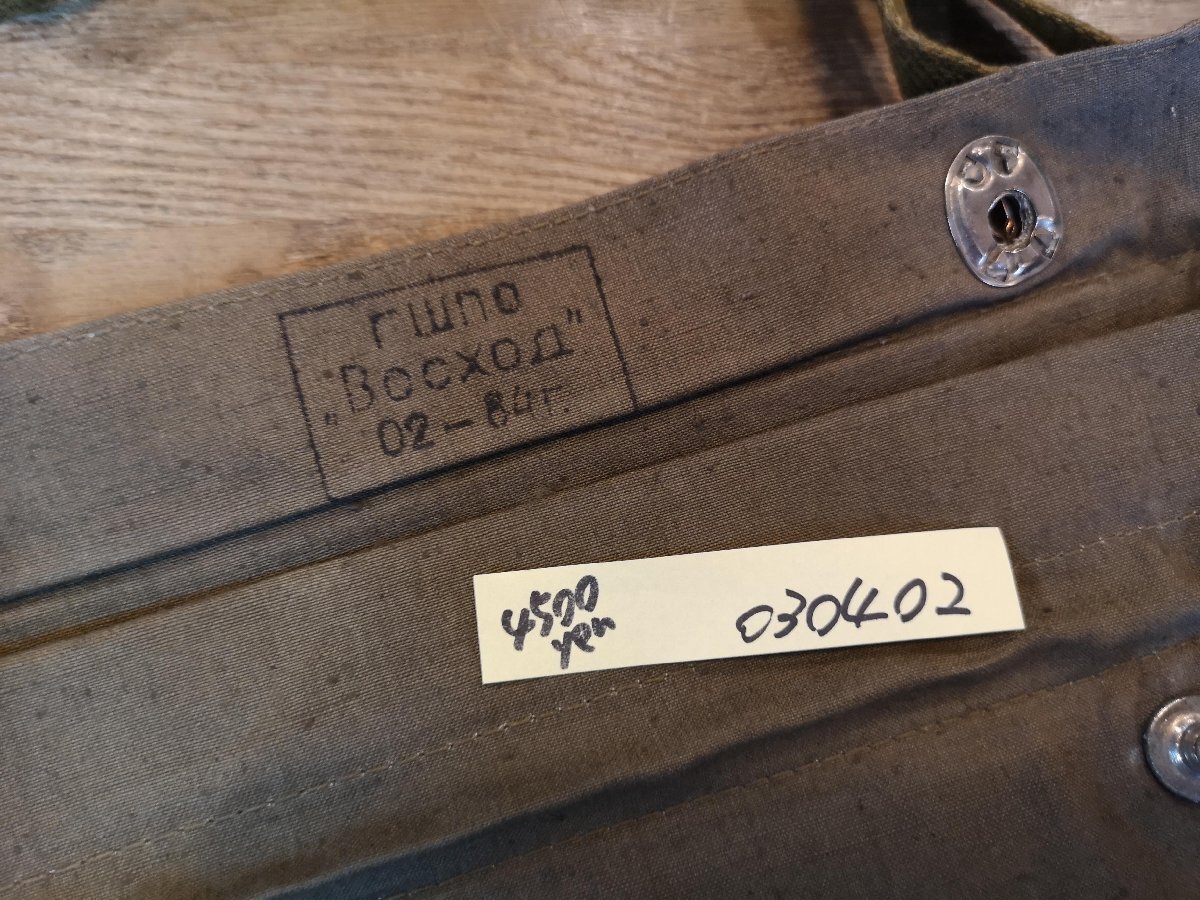 ГШПО
„Восход"
02-84г.
4500
yen
030402